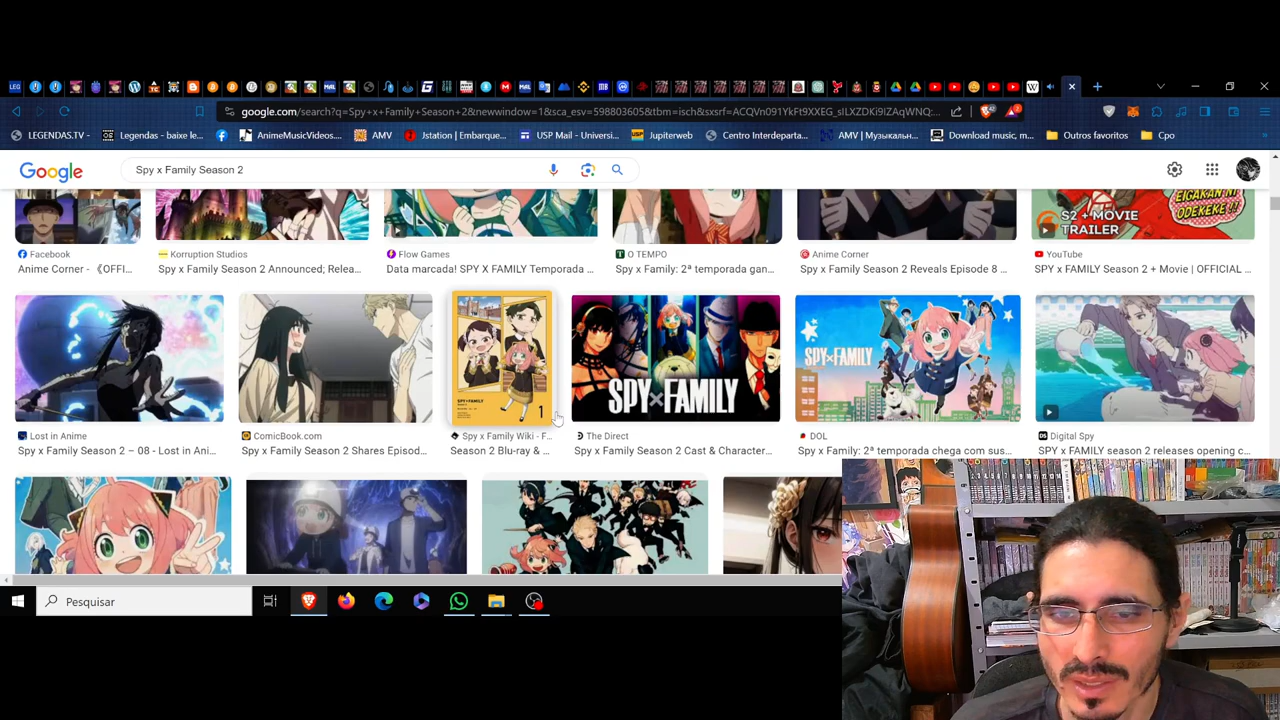 google.com/search?q=Spy+x+Family+Season+2&newwindow=1&sca_esv=598803605&tbm=isch&sxsrf=ACQVn091YkFt9XXEG_sILXZDKi9IZAqWNQ:...
LEGENDAS.TV -
Legendas - baixe le...
AnimeMusicVideos....
AMV
Jstation | Embarque...
USP Mail - Universi...
Jupiterweb
Centro Interdeparta...
AMV | Музыкальн...
Download music, m...
Outros favoritos
Cpo
Google
Spy x Family Season 2
S2 + MOVIE
TRAILER
EIGAKAN NI
ODEKEKE!!
Facebook
Korruption Studios
Flow Games
O TEMPO
Anime Corner
YouTube
Anime Corner - 《OFFI...
Spy x Family Season 2 Announced; Relea...
Data marcada! SPY X FAMILY Temporada ...
Spy x Family: 2ª temporada gan...
Spy x Family Season 2 Reveals Episode 8 ...
SPY x FAMILY Season 2 + Movie | OFFICIAL ...
SPY×FAMILY
1
SPY×FAMILY
SPY×FAMILY
Lost in Anime
ComicBook.com
Spy x Family Wiki - F...
The Direct
DOL
Digital Spy
Spy x Family Season 2 – 08 - Lost in Ani...
Spy x Family Season 2 Shares Episod...
Season 2 Blu-ray & ...
Spy x Family Season 2 Cast & Character...
Spy x Family: 2ª temporada chega com sus...
SPY x FAMILY season 2 releases opening c...
Pesquisar